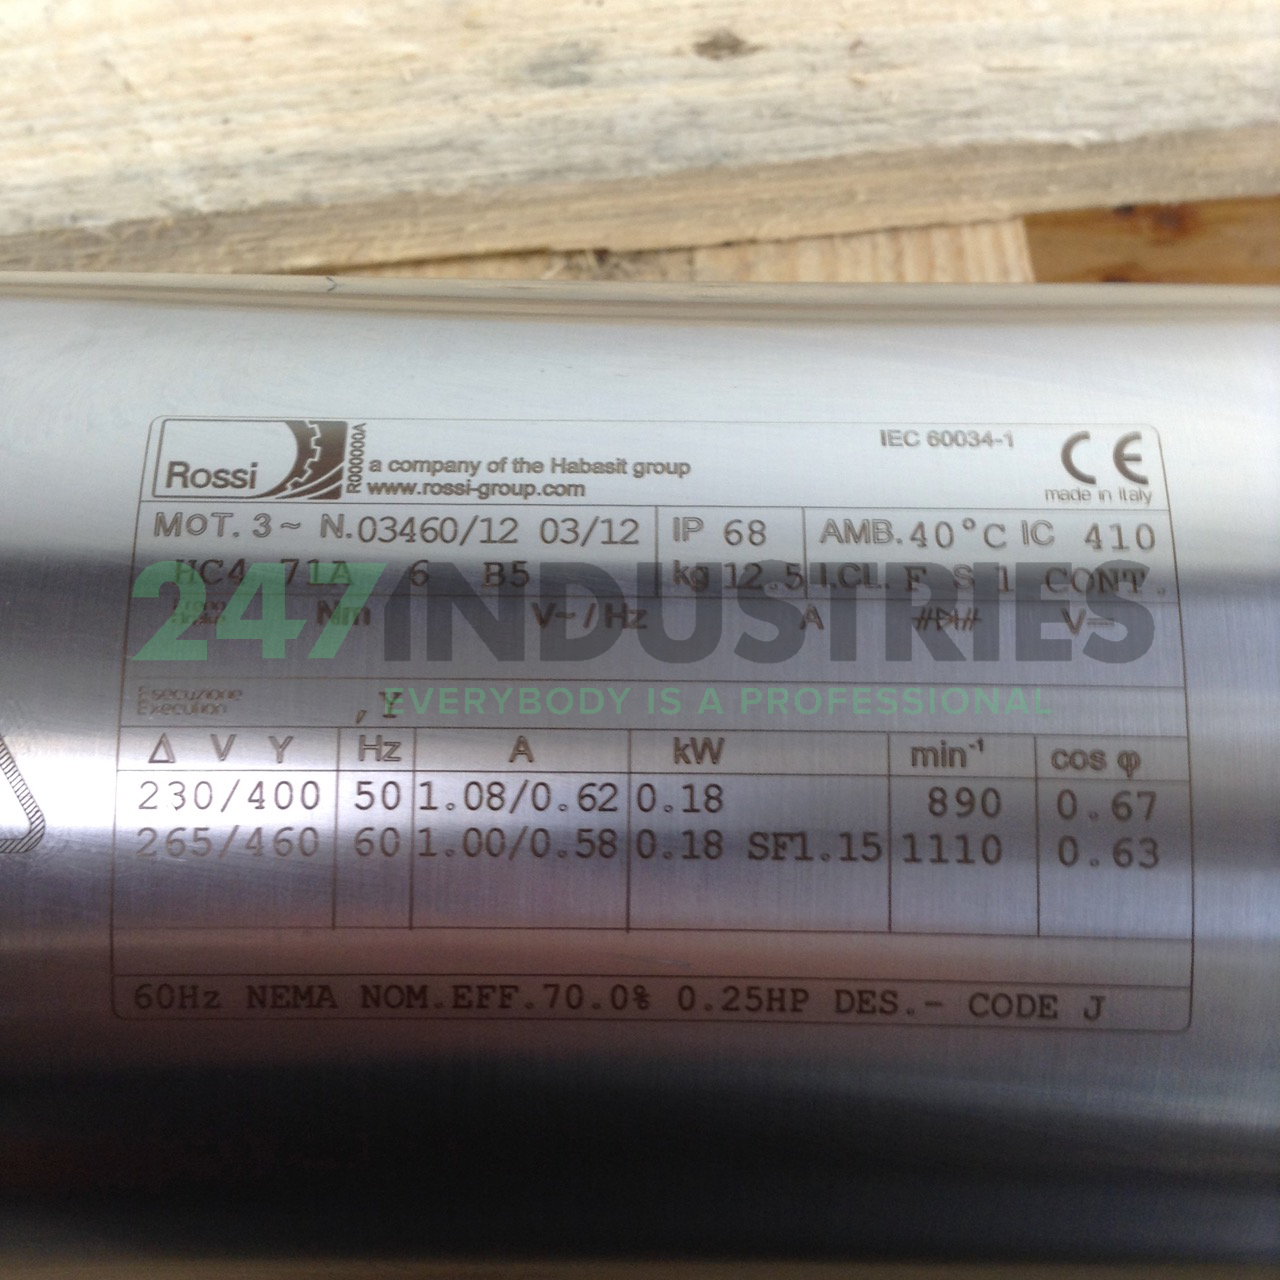 Rossi
R000000A
a company of the Habasit group
www.rossi-group.com
IEC 60034-1
CE
made in Italy
MOT. 3~ N.03460/12 03/12 IP 68 AMB.40°C IC 410
HC4 71A 6 B5 kg 12.5 I.CL. F S 1 CONT.
Freno Nm V~/Hz A V⎓
Brake
247INDUSTRIES
EVERYBODY IS A PROFESSIONAL
Esecuzione
Execution ,Y
Δ V Y Hz A kW min-1 cos φ
230/400 50 1.08/0.62 0.18 890 0.67
265/460 60 1.00/0.58 0.18 SF1.15 1110 0.63
60Hz NEMA NOM.EFF.70.0% 0.25HP DES.- CODE J